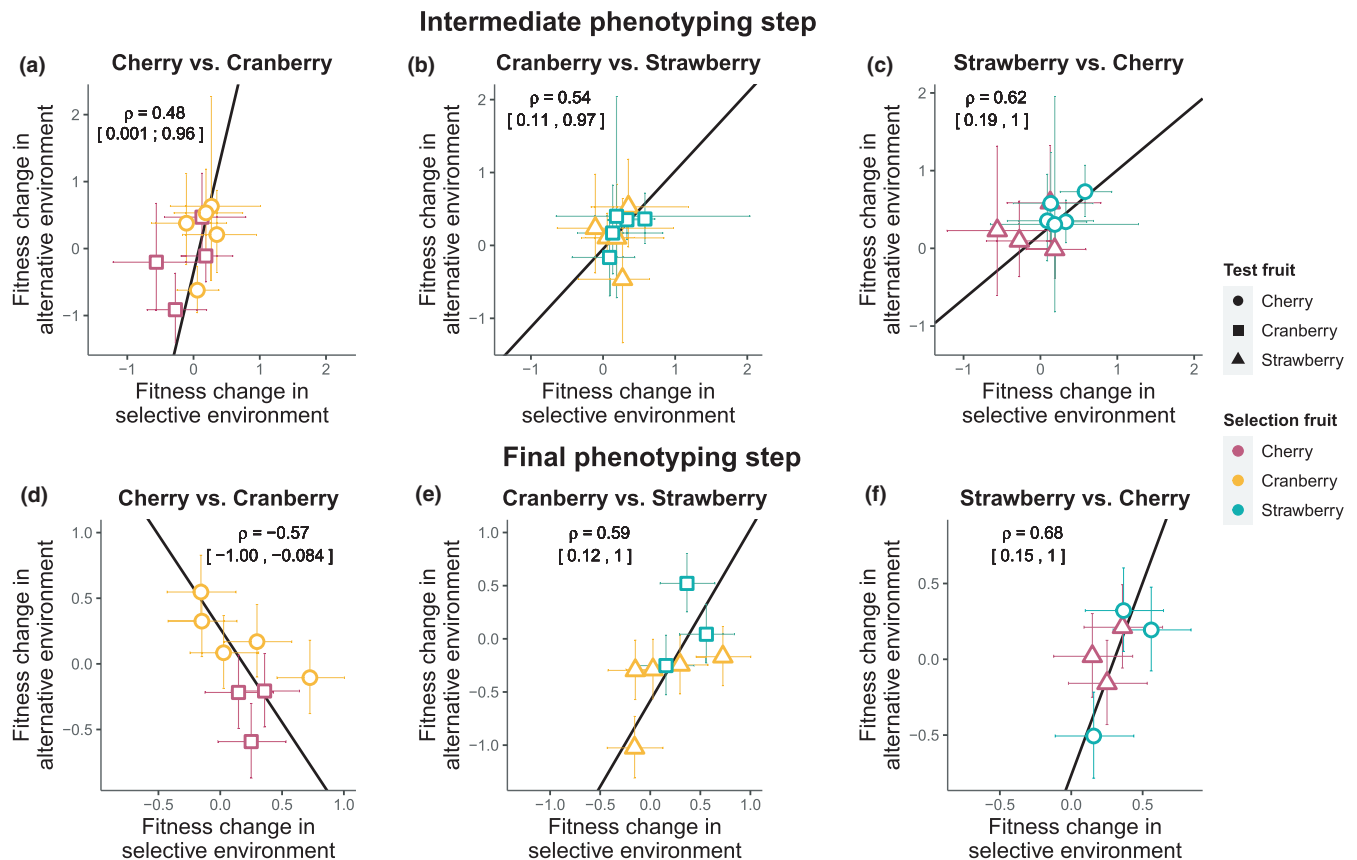 Intermediate phenotyping step
(a)
Cherry vs. Cranberry
ρ = 0.48
[ 0.001 ; 0.96 ]
2
1
0
−1
−1
0
1
2
Fitness change in
alternative environment
Fitness change in
selective environment
(b)
Cranberry vs. Strawberry
ρ = 0.54
[ 0.11 , 0.97 ]
2
1
0
−1
−1
0
1
2
Fitness change in
alternative environment
Fitness change in
selective environment
(c)
Strawberry vs. Cherry
ρ = 0.62
[ 0.19 , 1 ]
2
1
0
−1
−1
0
1
2
Fitness change in
alternative environment
Fitness change in
selective environment
Test fruit
Cherry
Cranberry
Strawberry
Selection fruit
Cherry
Cranberry
Strawberry
Final phenotyping step
(d)
Cherry vs. Cranberry
ρ = −0.57
[ −1.00 , −0.084 ]
1.0
0.5
0.0
−0.5
−0.5
0.0
0.5
1.0
Fitness change in
alternative environment
Fitness change in
selective environment
(e)
Cranberry vs. Strawberry
ρ = 0.59
[ 0.12 , 1 ]
1.0
0.5
0.0
−0.5
−1.0
−1.0
−0.5
0.0
0.5
1.0
Fitness change in
alternative environment
Fitness change in
selective environment
(f)
Strawberry vs. Cherry
ρ = 0.68
[ 0.15 , 1 ]
0.5
0.0
−0.5
−0.5
0.0
0.5
Fitness change in
alternative environment
Fitness change in
selective environment